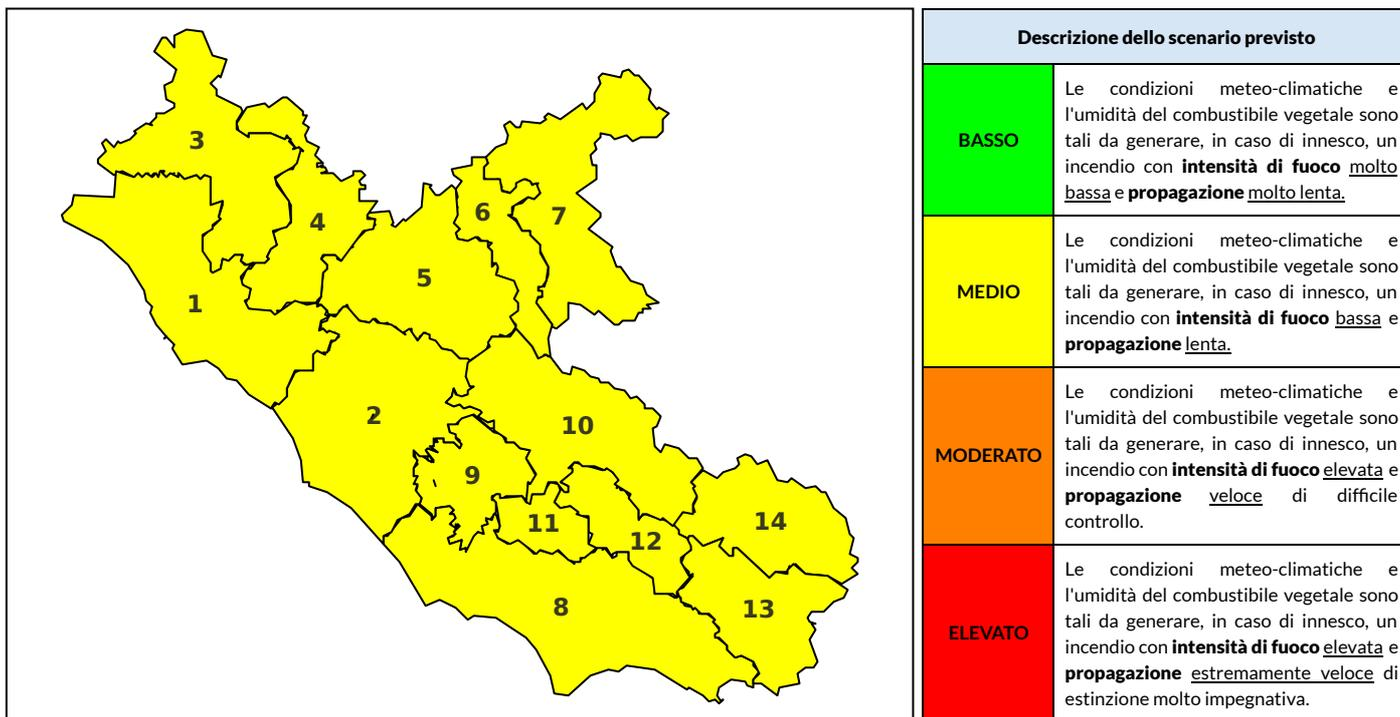 3
4
6
7
5
1
2
10
9
11
12
14
8
13
Descrizione dello scenario previsto
BASSO
Le condizioni meteo-climatiche e
l'umidità del combustibile vegetale sono
tali da generare, in caso di innesco, un
incendio con intensità di fuoco molto
bassa e propagazione molto lenta.
MEDIO
Le condizioni meteo-climatiche e
l'umidità del combustibile vegetale sono
tali da generare, in caso di innesco, un
incendio con intensità di fuoco bassa e
propagazione lenta.
MODERATO
Le condizioni meteo-climatiche e
l'umidità del combustibile vegetale sono
tali da generare, in caso di innesco, un
incendio con intensità di fuoco elevata e
propagazione veloce di difficile
controllo.
ELEVATO
Le condizioni meteo-climatiche e
l'umidità del combustibile vegetale sono
tali da generare, in caso di innesco, un
incendio con intensità di fuoco elevata e
propagazione estremamente veloce di
estinzione molto impegnativa.